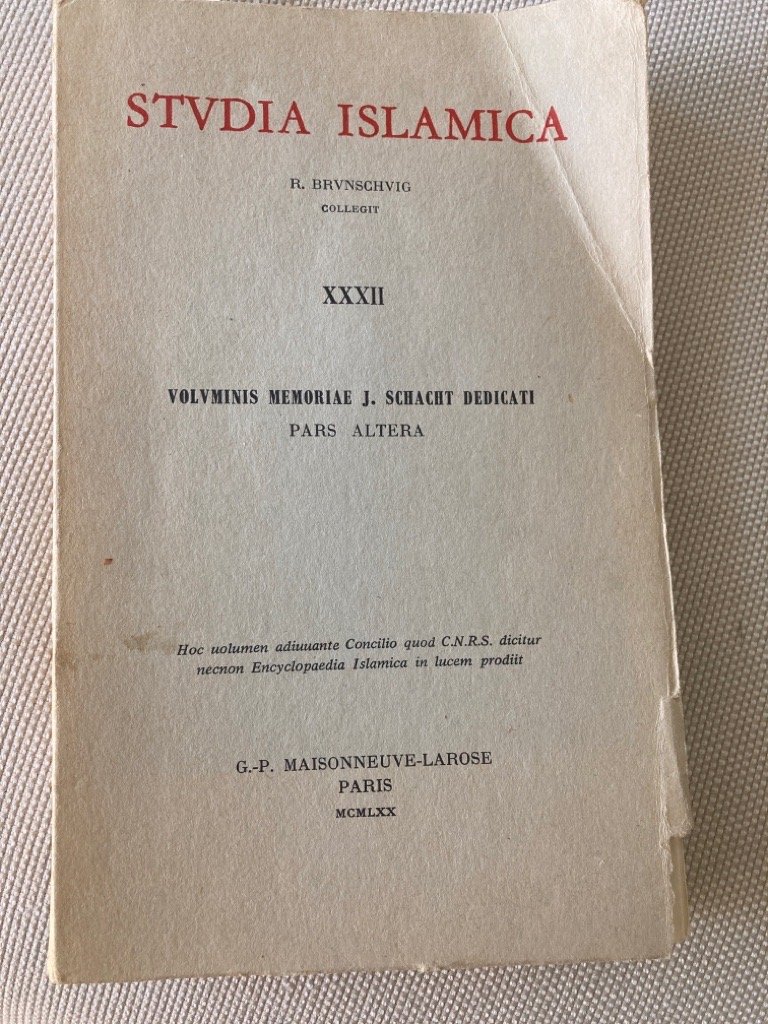 STVDIA ISLAMICA
R. BRVNSCHVIG
COLLEGIT
XXXII
VOLVMINIS MEMORIAE J. SCHACHT DEDICATI
PARS ALTERA
Hoc uolumen adiuuante Concilio quod C.N.R.S. dicitur
necnon Encyclopaedia Islamica in lucem prodiit
G.-P. MAISONNEUVE-LAROSE
PARIS
MCMLXX